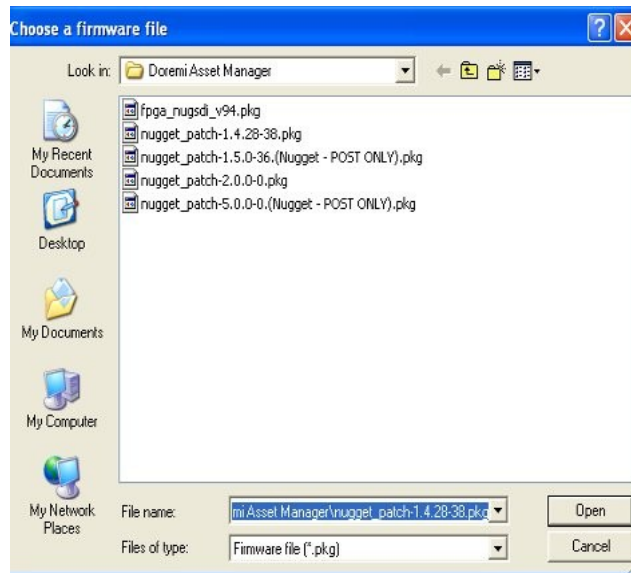 Choose a firmware file
Look in:
Doremi Asset Manager
My Recent
Documents
Desktop
My Documents
My Computer
My Network
Places
fpga_nugsdi_v94.pkg
nugget_patch-1.4.28-38.pkg
nugget_patch-1.5.0-36.(Nugget - POST ONLY).pkg
nugget_patch-2.0.0-0.pkg
nugget_patch-5.0.0-0.(Nugget - POST ONLY).pkg
File name:
mi Asset Manager\nugget_patch-1.4.28-38.pkg
Open
Files of type:
Firmware file (*.pkg)
Cancel